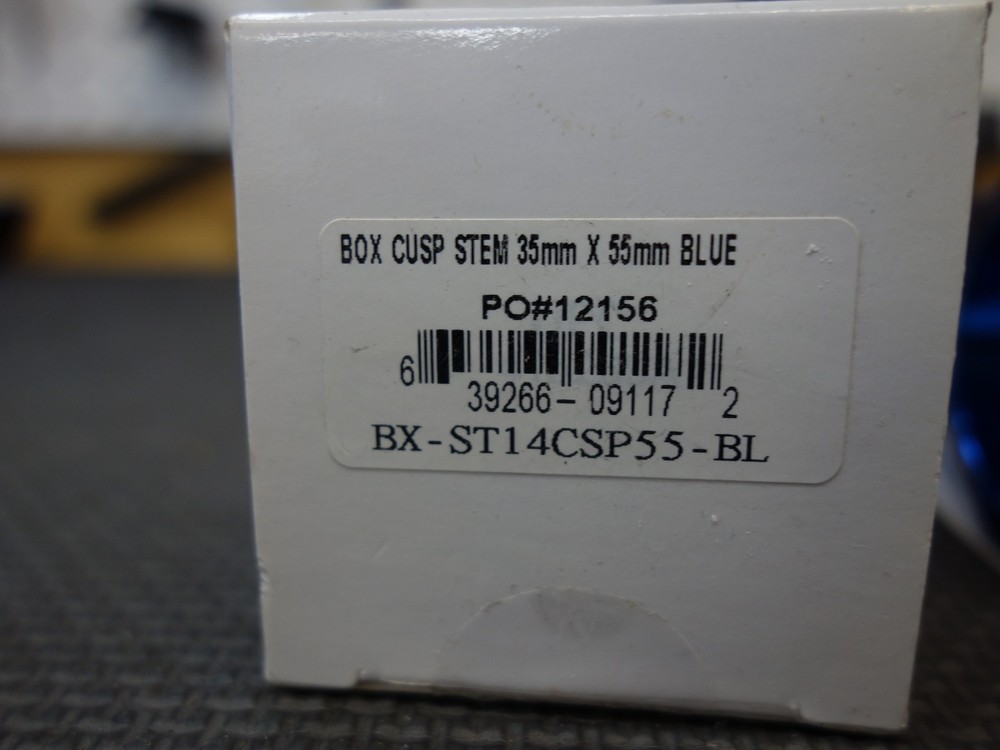 BOX CUSP STEM 35mm X 55mm BLUE
PO#12156
6 39266-09117 2
BX-ST14CSP55-BL